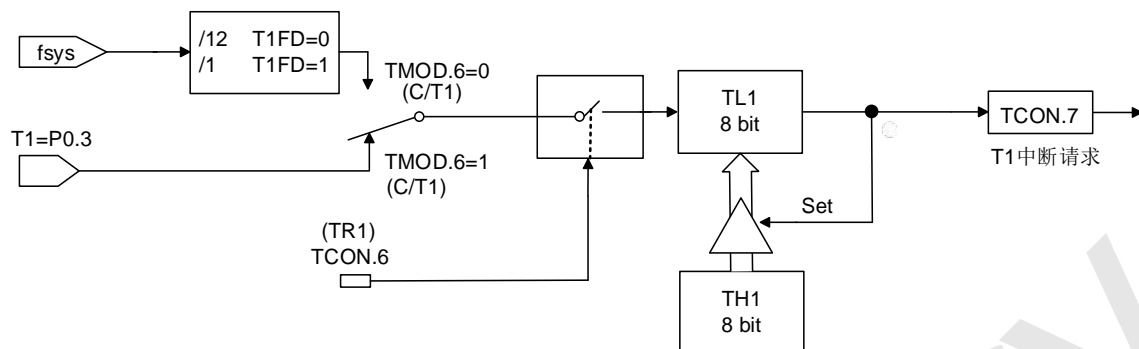 fsys
/12 T1FD=0
/1 T1FD=1
TMOD.6=0
(C/T1)
T1=P0.3
TMOD.6=1
(C/T1)
(TR1)
TCON.6
TL1
8 bit
TCON.7
T1中断请求
Set
TH1
8 bit